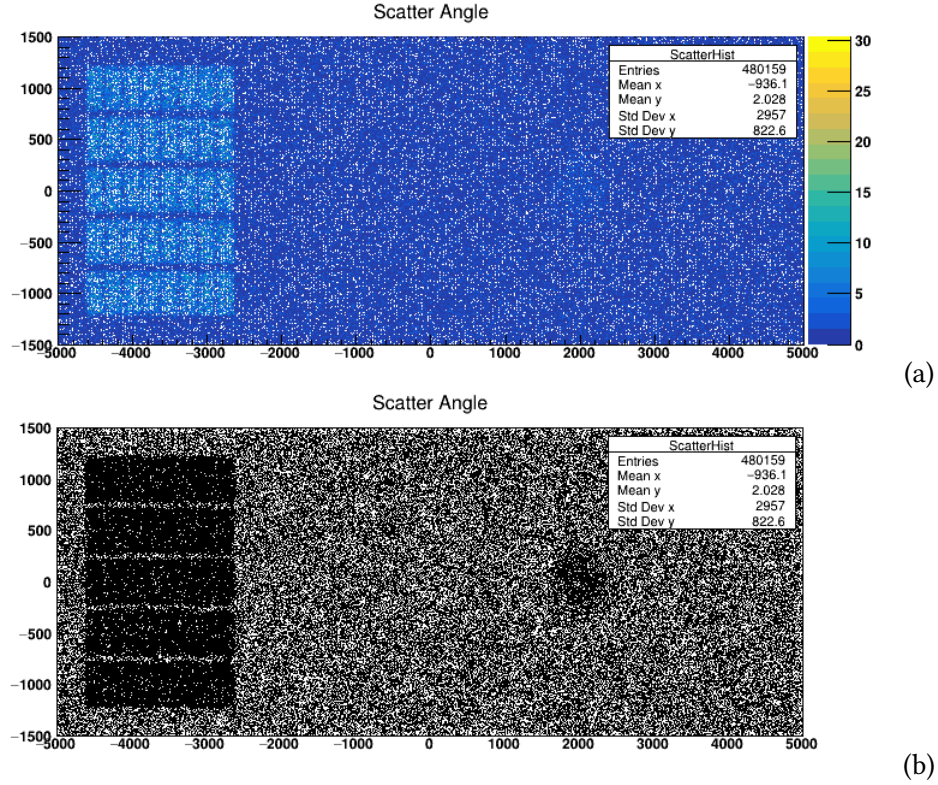 Scatter Angle
1500
1000
500
0
−500
−1000
−1500
−5000 −4000 −3000 −2000 −1000 0 1000 2000 3000 4000 5000
ScatterHist
Entries 480159
Mean x −936.1
Mean y 2.028
Std Dev x 2957
Std Dev y 822.6
30
25
20
15
10
5
0
(a)
Scatter Angle
1500
1000
500
0
−500
−1000
−1500
−5000 −4000 −3000 −2000 −1000 0 1000 2000 3000 4000 5000
ScatterHist
Entries 480159
Mean x −936.1
Mean y 2.028
Std Dev x 2957
Std Dev y 822.6
(b)